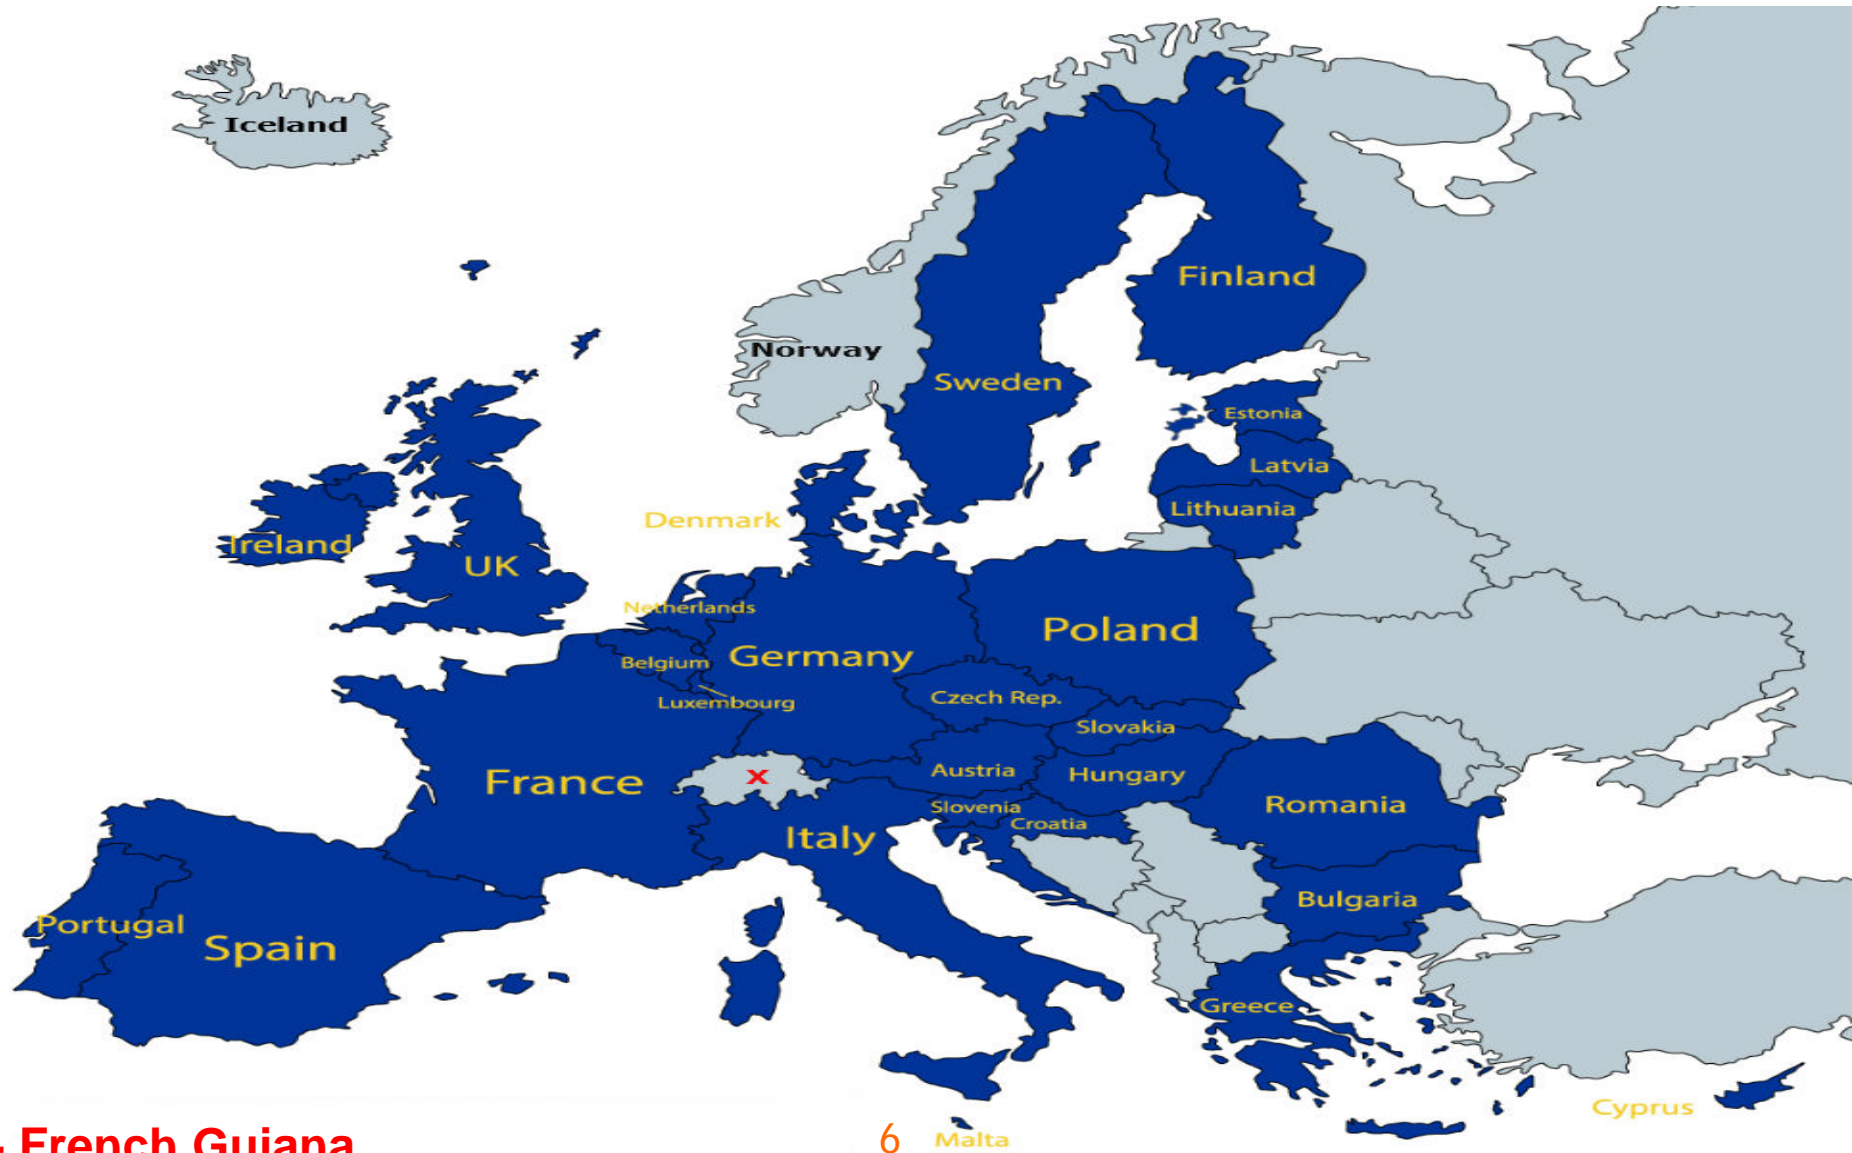 Iceland
Finland
Norway
Sweden
Estonia
Latvia
Lithuania
Denmark
Ireland
UK
Netherlands
Poland
Germany
Belgium
Luxembourg
Czech Rep.
Slovakia
Austria
Hungary
France
x
Slovenia
Croatia
Romania
Italy
Bulgaria
Portugal
Spain
Greece
Cyprus
French Guiana
6
Malta